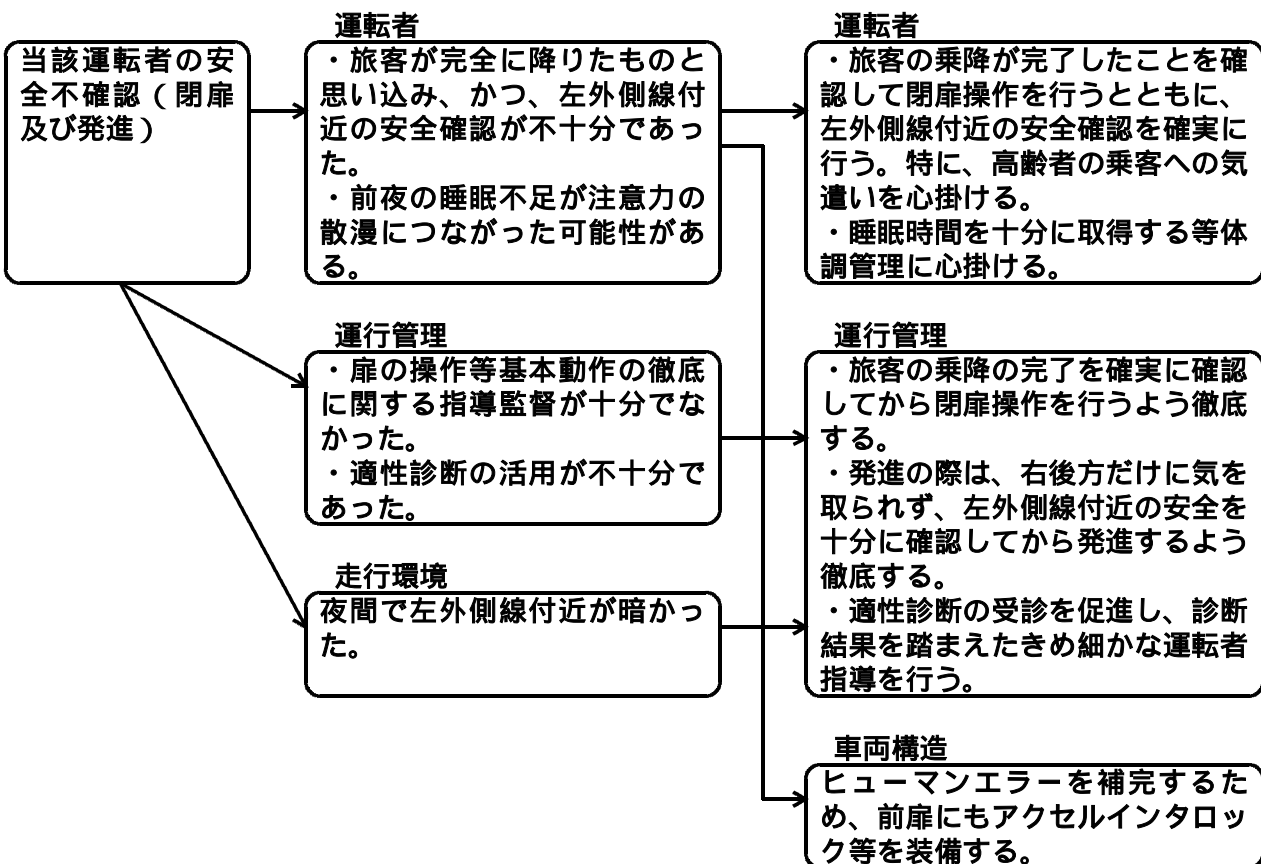 当該運転者の安
全不確認（閉扉
及び発進）
運転者
・旅客が完全に降りたものと
思い込み、かつ、左外側線付
近の安全確認が不十分であっ
た。
・前夜の睡眠不足が注意力の
散漫につながった可能性があ
る。
運行管理
・扉の操作等基本動作の徹底
に関する指導監督が十分でな
かった。
・適性診断の活用が不十分で
あった。
走行環境
夜間で左外側線付近が暗かっ
た。
運転者
・旅客の乗降が完了したことを確
認して閉扉操作を行うとともに、
左外側線付近の安全確認を確実に
行う。特に、高齢者の乗客への気
遣いを心掛ける。
・睡眠時間を十分に取得する等体
調管理に心掛ける。
運行管理
・旅客の乗降の完了を確実に確認
してから閉扉操作を行うよう徹底
する。
・発進の際は、右後方だけに気を
取られず、左外側線付近の安全を
十分に確認してから発進するよう
徹底する。
・適性診断の受診を促進し、診断
結果を踏まえたきめ細かな運転者
指導を行う。
車両構造
ヒューマンエラーを補完するた
め、前扉にもアクセルインタロッ
ク等を装備する。